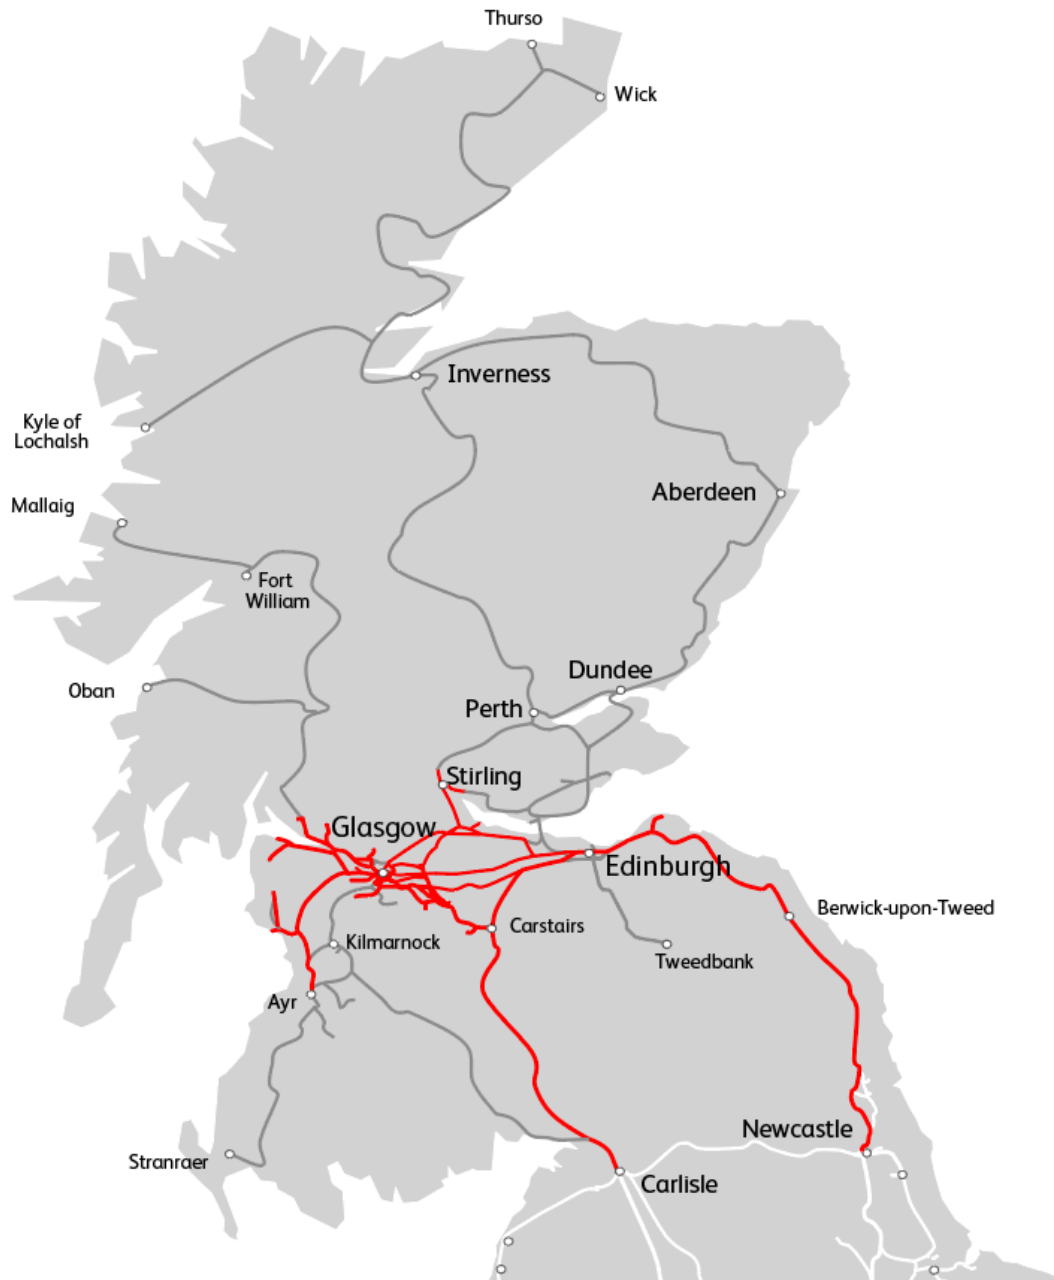 Thurso
Wick
Inverness
Kyle of
Lochalsh
Aberdeen
Mallaig
Fort
William
Dundee
Oban
Perth
Stirling
Glasgow
Edinburgh
Berwick-upon-Tweed
Carstairs
Kilmarnock
Tweedbank
Ayr
Newcastle
Stranraer
Carlisle